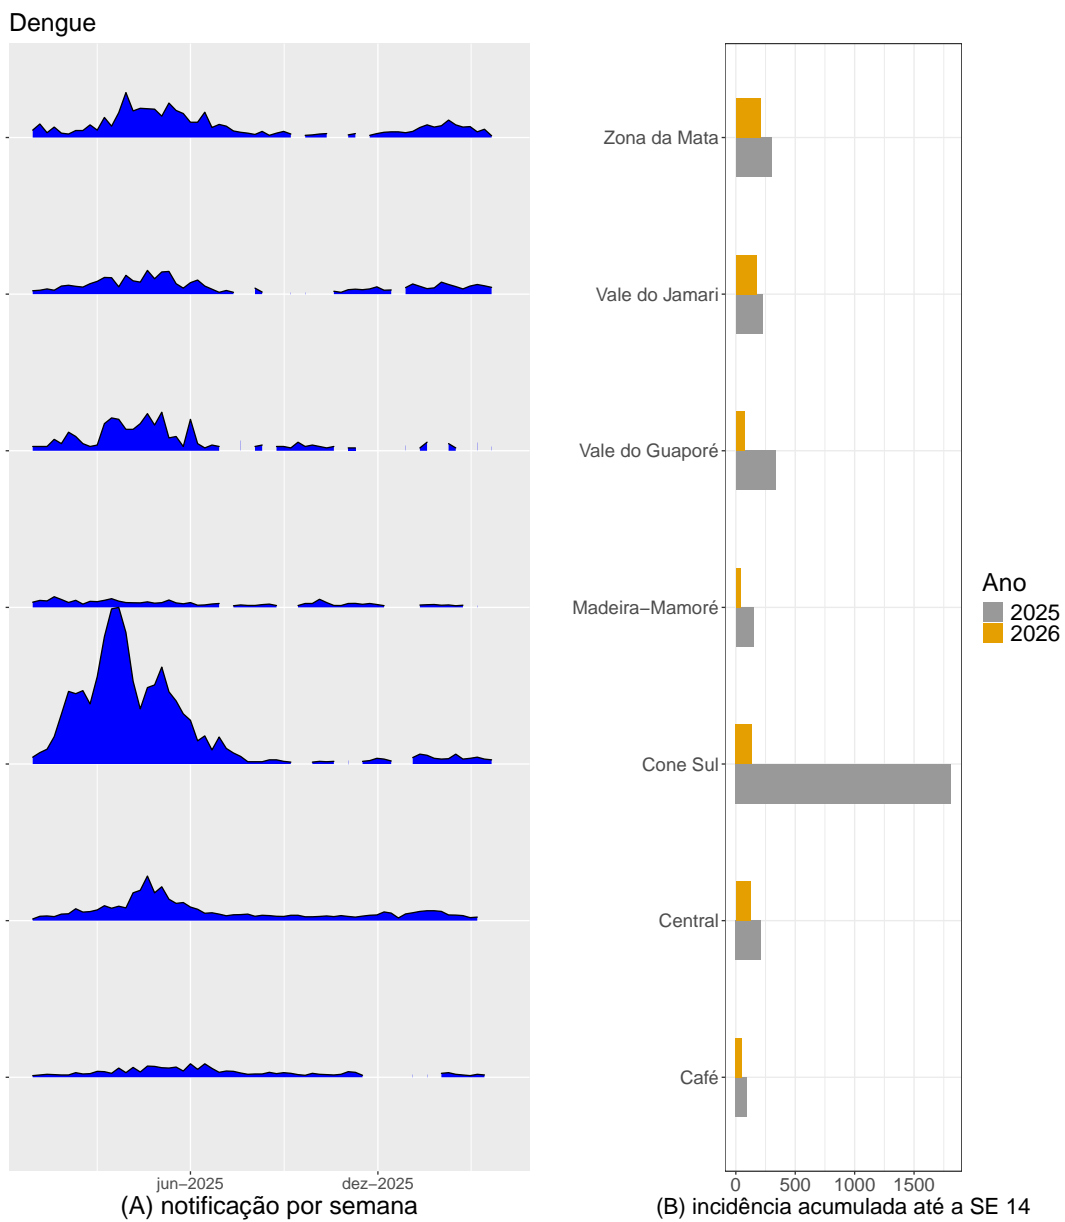 Dengue
Zona da Mata
Vale do Jamari
Vale do Guaporé
Madeira−Mamoré
Cone Sul
Central
Café
Ano
2025
2026
jun−2025 dez−2025
0 500 1000 1500
(A) notificação por semana
(B) incidência acumulada até a SE 14